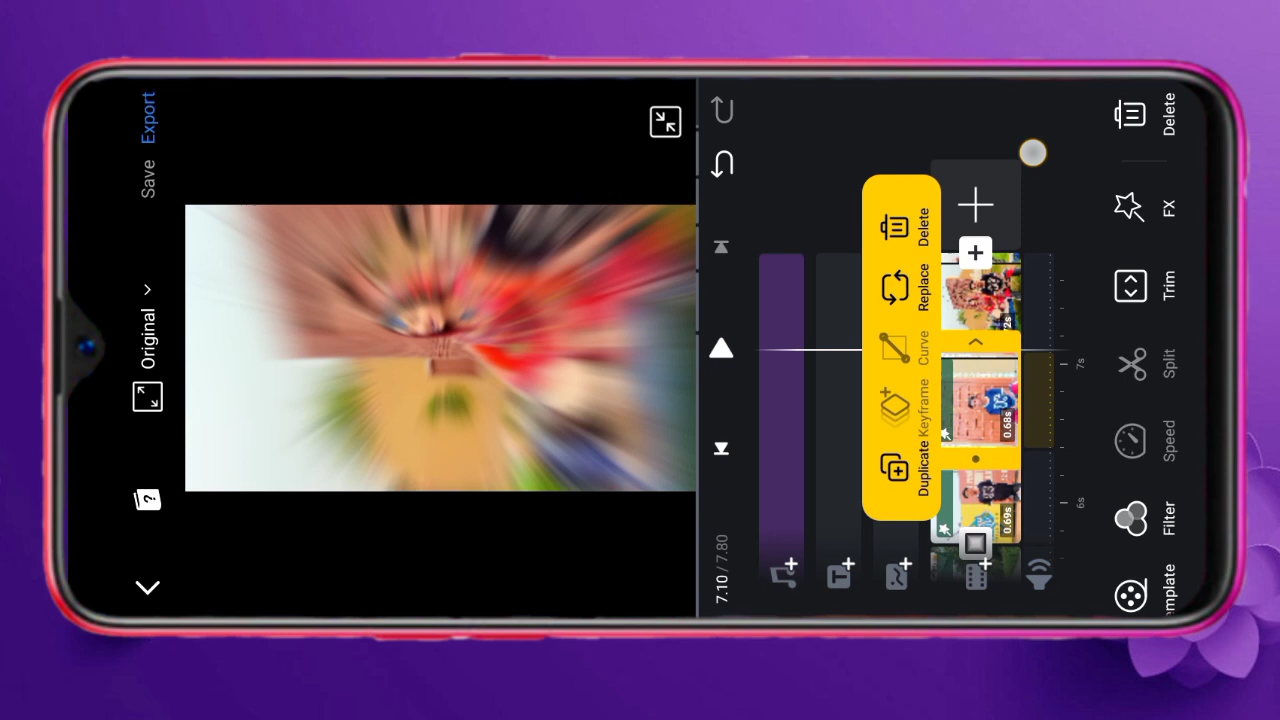 Save Export
Original
?
7.10 / 7.80
T
Duplicate Keyframe Curve Replace Delete
2s
0.68s
0.69s
6s 7s
mplate Filter Speed Split Trim FX Delete